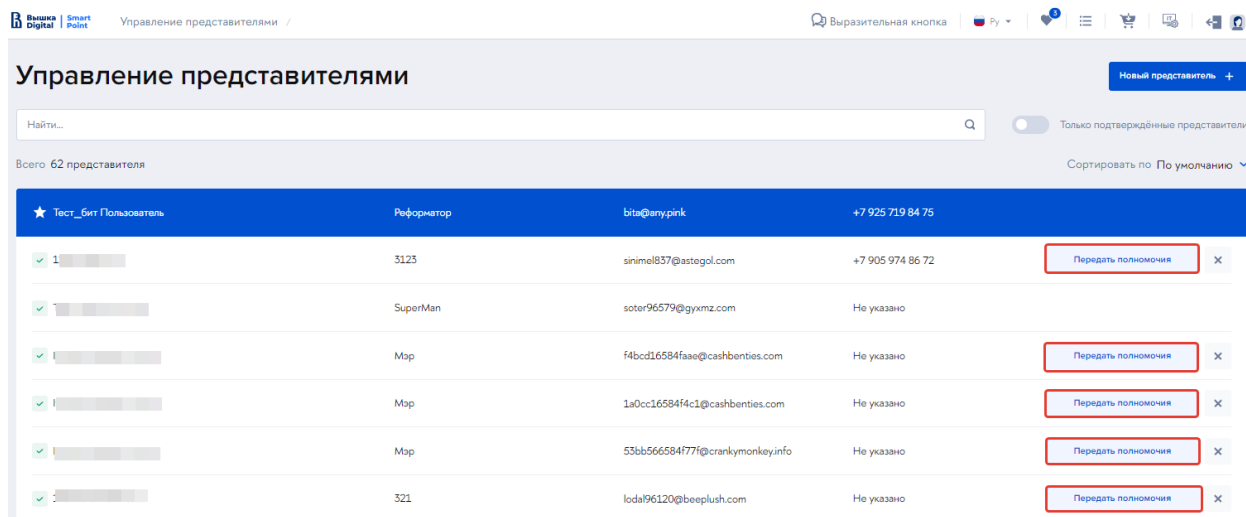 Вышка Digital | Smart Point Управление представителями / Выразительная кнопка Ру 3
Управление представителями
Новый представитель +
Найти...
Только подтверждённые представители
Всего 62 представителя
Сортировать по По умолчанию
Тест_бит Пользователь Реформатор bita@any.pink +7 925 719 84 75
1 3123 sinimel837@astegol.com +7 905 974 86 72 Передать полномочия ×
SuperMan soter96579@gyxmz.com Не указано
Мэр f4bcd16584faae@cashbenties.com Не указано Передать полномочия ×
Мэр 1a0cc16584f4c1@cashbenties.com Не указано Передать полномочия ×
Мэр 53bb566584f77f@crankymonkey.info Не указано Передать полномочия ×
321 lodal96120@beeplush.com Не указано Передать полномочия ×